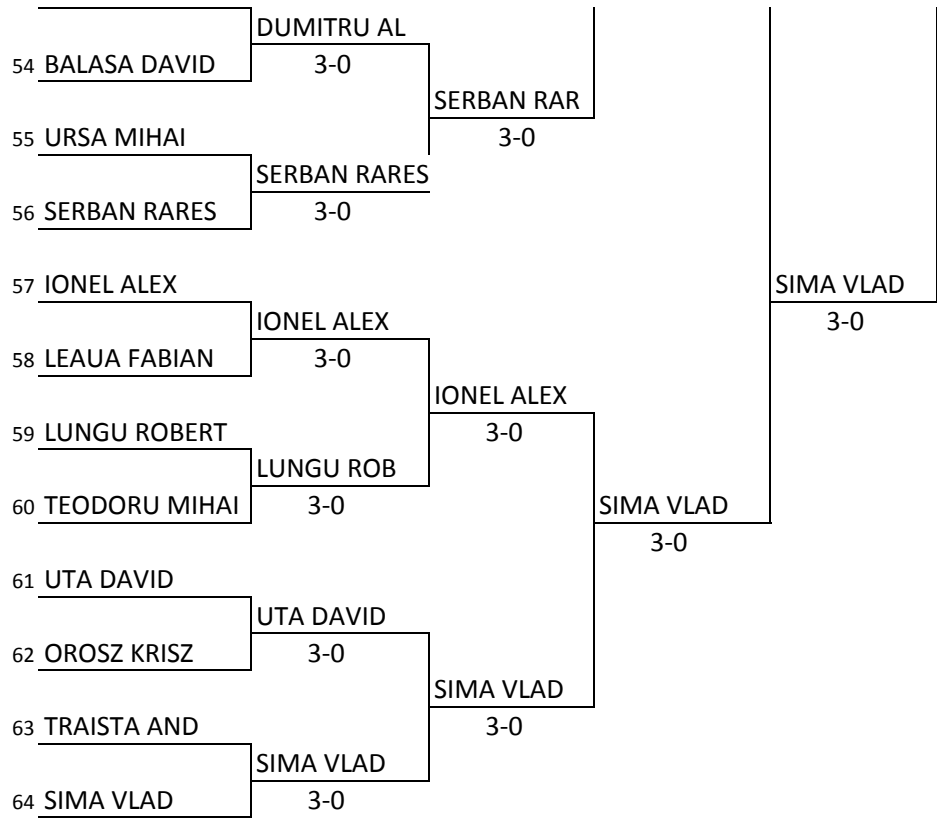 DUMITRU AL
54 BALASA DAVID 3-0
SERBAN RAR
55 URSA MIHAI 3-0
SERBAN RARES
56 SERBAN RARES 3-0
57 IONEL ALEX SIMA VLAD
IONEL ALEX 3-0
58 LEAUA FABIAN 3-0
IONEL ALEX
59 LUNGU ROBERT 3-0
LUNGU ROB
60 TEODORU MIHAI 3-0 SIMA VLAD
3-0
61 UTA DAVID
UTA DAVID
62 OROSZ KRISZ 3-0
SIMA VLAD
63 TRAISTA AND 3-0
SIMA VLAD
64 SIMA VLAD 3-0